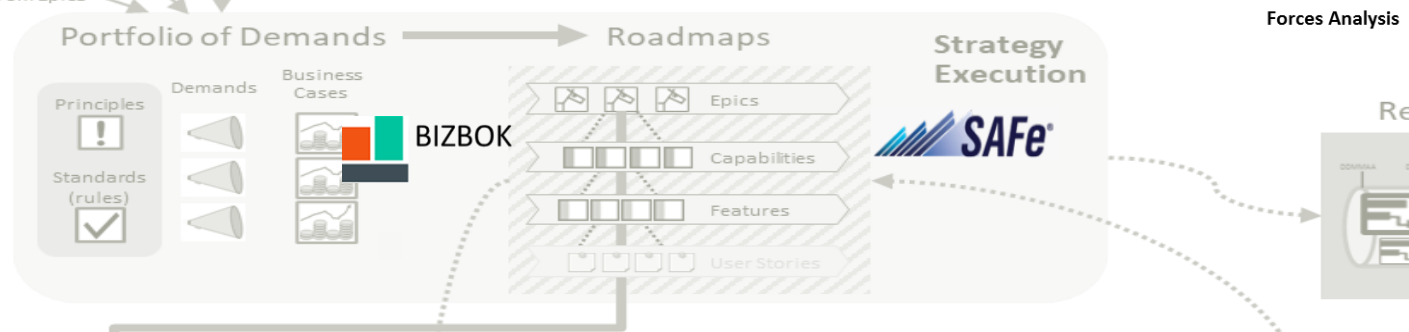 Forces Analysis
Portfolio of Demands
Roadmaps
Strategy
Execution
Business
Cases
Demands
Principles
Standards
(rules)
BIZBOK
Epics
Capabilities
Features
User Stories
SAFe®
Re